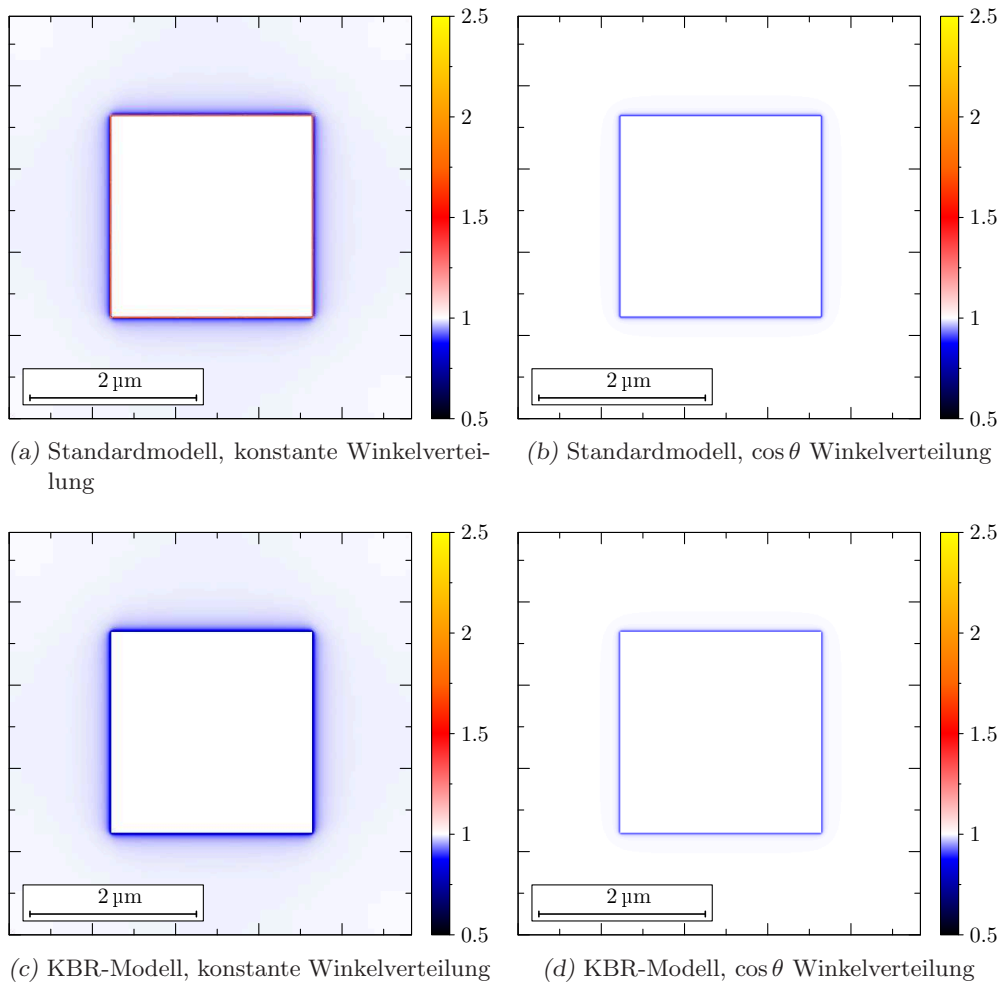 2.5
2
1.5
1
0.5
2 µm
2.5
2
1.5
1
0.5
2 µm
(a) Standardmodell, konstante Winkelvertei-
lung
(b) Standardmodell, cos θ Winkelverteilung
2.5
2
1.5
1
0.5
2 µm
2.5
2
1.5
1
0.5
2 µm
(c) KBR-Modell, konstante Winkelverteilung
(d) KBR-Modell, cos θ Winkelverteilung